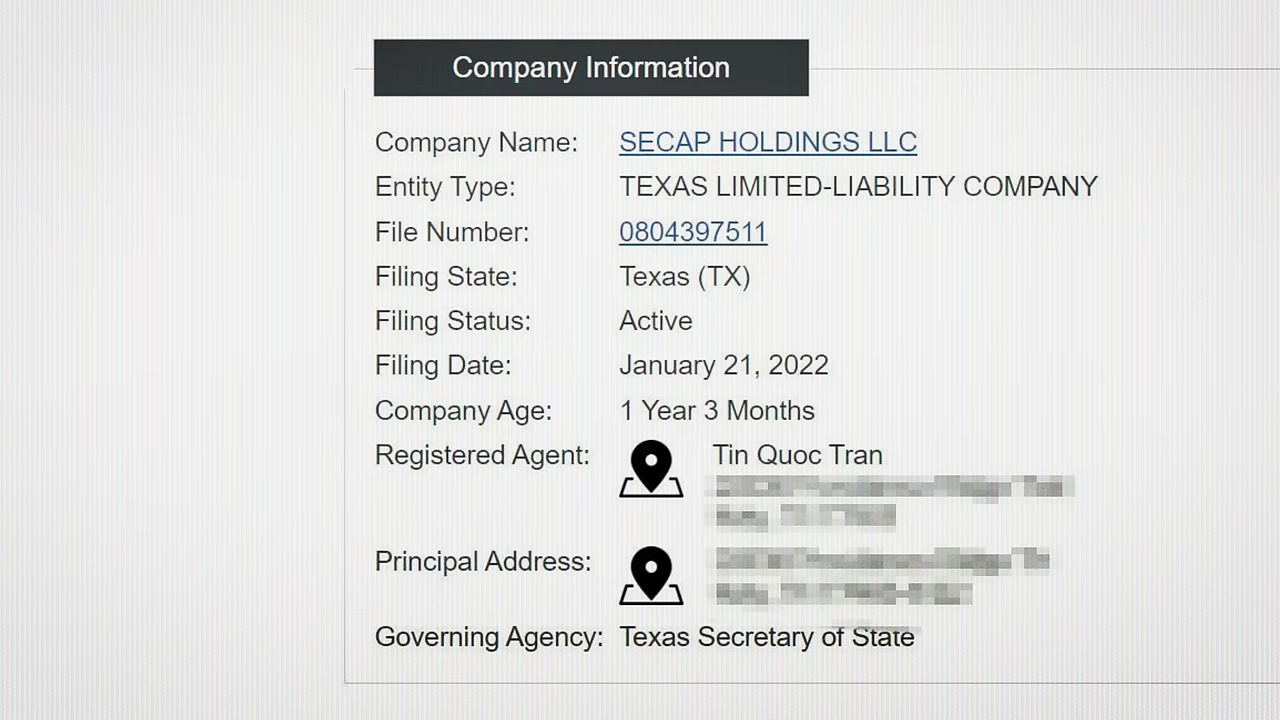 Company Information
Company Name: SECAP HOLDINGS LLC
Entity Type: TEXAS LIMITED-LIABILITY COMPANY
File Number: 0804397511
Filing State: Texas (TX)
Filing Status: Active
Filing Date: January 21, 2022
Company Age: 1 Year 3 Months
Registered Agent: Tin Quoc Tran
Principal Address:
Governing Agency: Texas Secretary of State